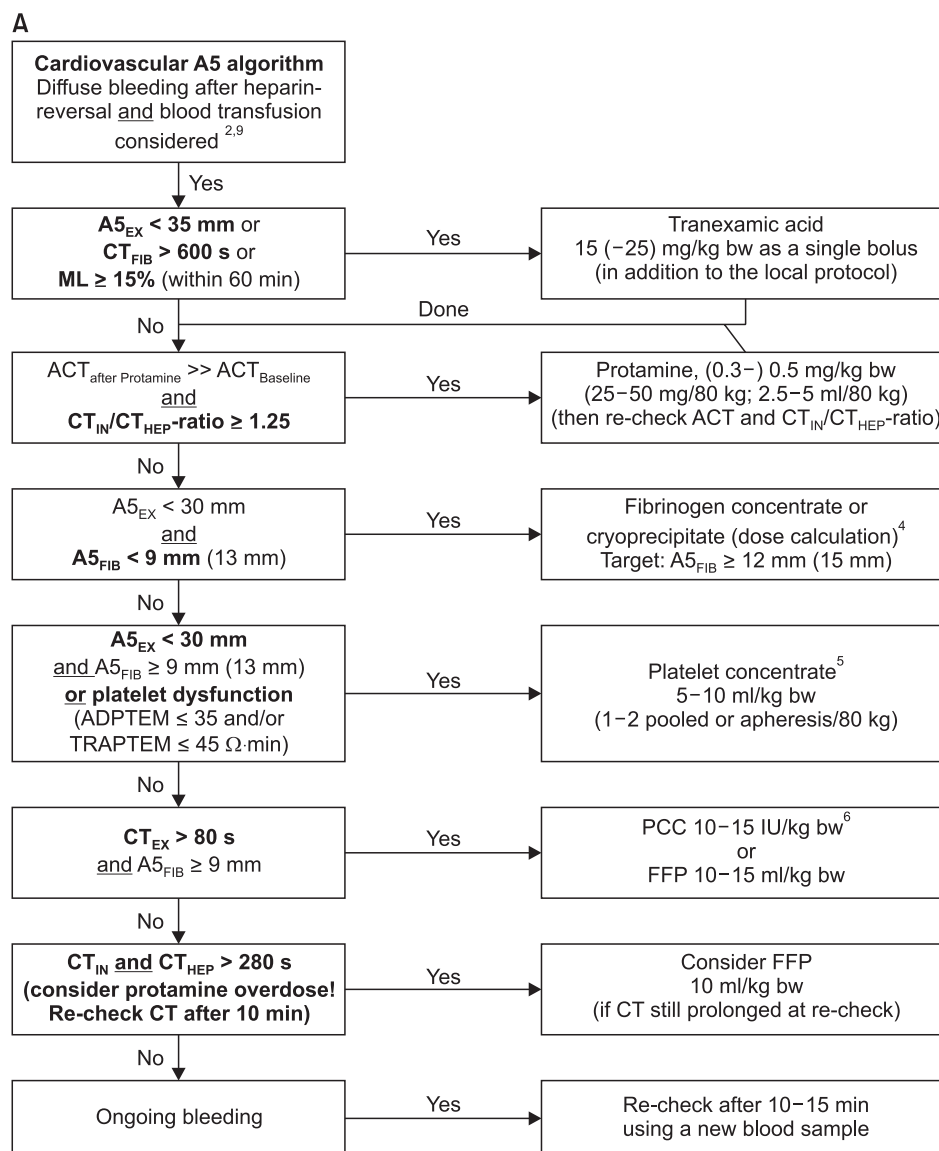 A
Cardiovascular A5 algorithm
Diffuse bleeding after heparin-
reversal and blood transfusion
considered 2,9
Yes
A5EX < 35 mm or
CTFIB > 600 s or
ML ≥ 15% (within 60 min)
Yes
Tranexamic acid
15 (−25) mg/kg bw as a single bolus
(in addition to the local protocol)
No
Done
ACTafter Protamine >> ACTBaseline
and
CTIN/CTHEP-ratio ≥ 1.25
Yes
Protamine, (0.3−) 0.5 mg/kg bw
(25−50 mg/80 kg; 2.5−5 ml/80 kg)
(then re-check ACT and CTIN/CTHEP-ratio)
No
A5EX < 30 mm
and
A5FIB < 9 mm (13 mm)
Yes
Fibrinogen concentrate or
cryoprecipitate (dose calculation)4
Target: A5FIB ≥ 12 mm (15 mm)
No
A5EX < 30 mm
and A5FIB ≥ 9 mm (13 mm)
or platelet dysfunction
(ADPTEM ≤ 35 and/or
TRAPTEM ≤ 45 Ω·min)
Yes
Platelet concentrate5
5−10 ml/kg bw
(1−2 pooled or apheresis/80 kg)
No
CTEX > 80 s
and A5FIB ≥ 9 mm
Yes
PCC 10−15 IU/kg bw6
or
FFP 10−15 ml/kg bw
No
CTIN and CTHEP > 280 s
(consider protamine overdose!
Re-check CT after 10 min)
Yes
Consider FFP
10 ml/kg bw
(if CT still prolonged at re-check)
No
Ongoing bleeding
Yes
Re-check after 10−15 min
using a new blood sample